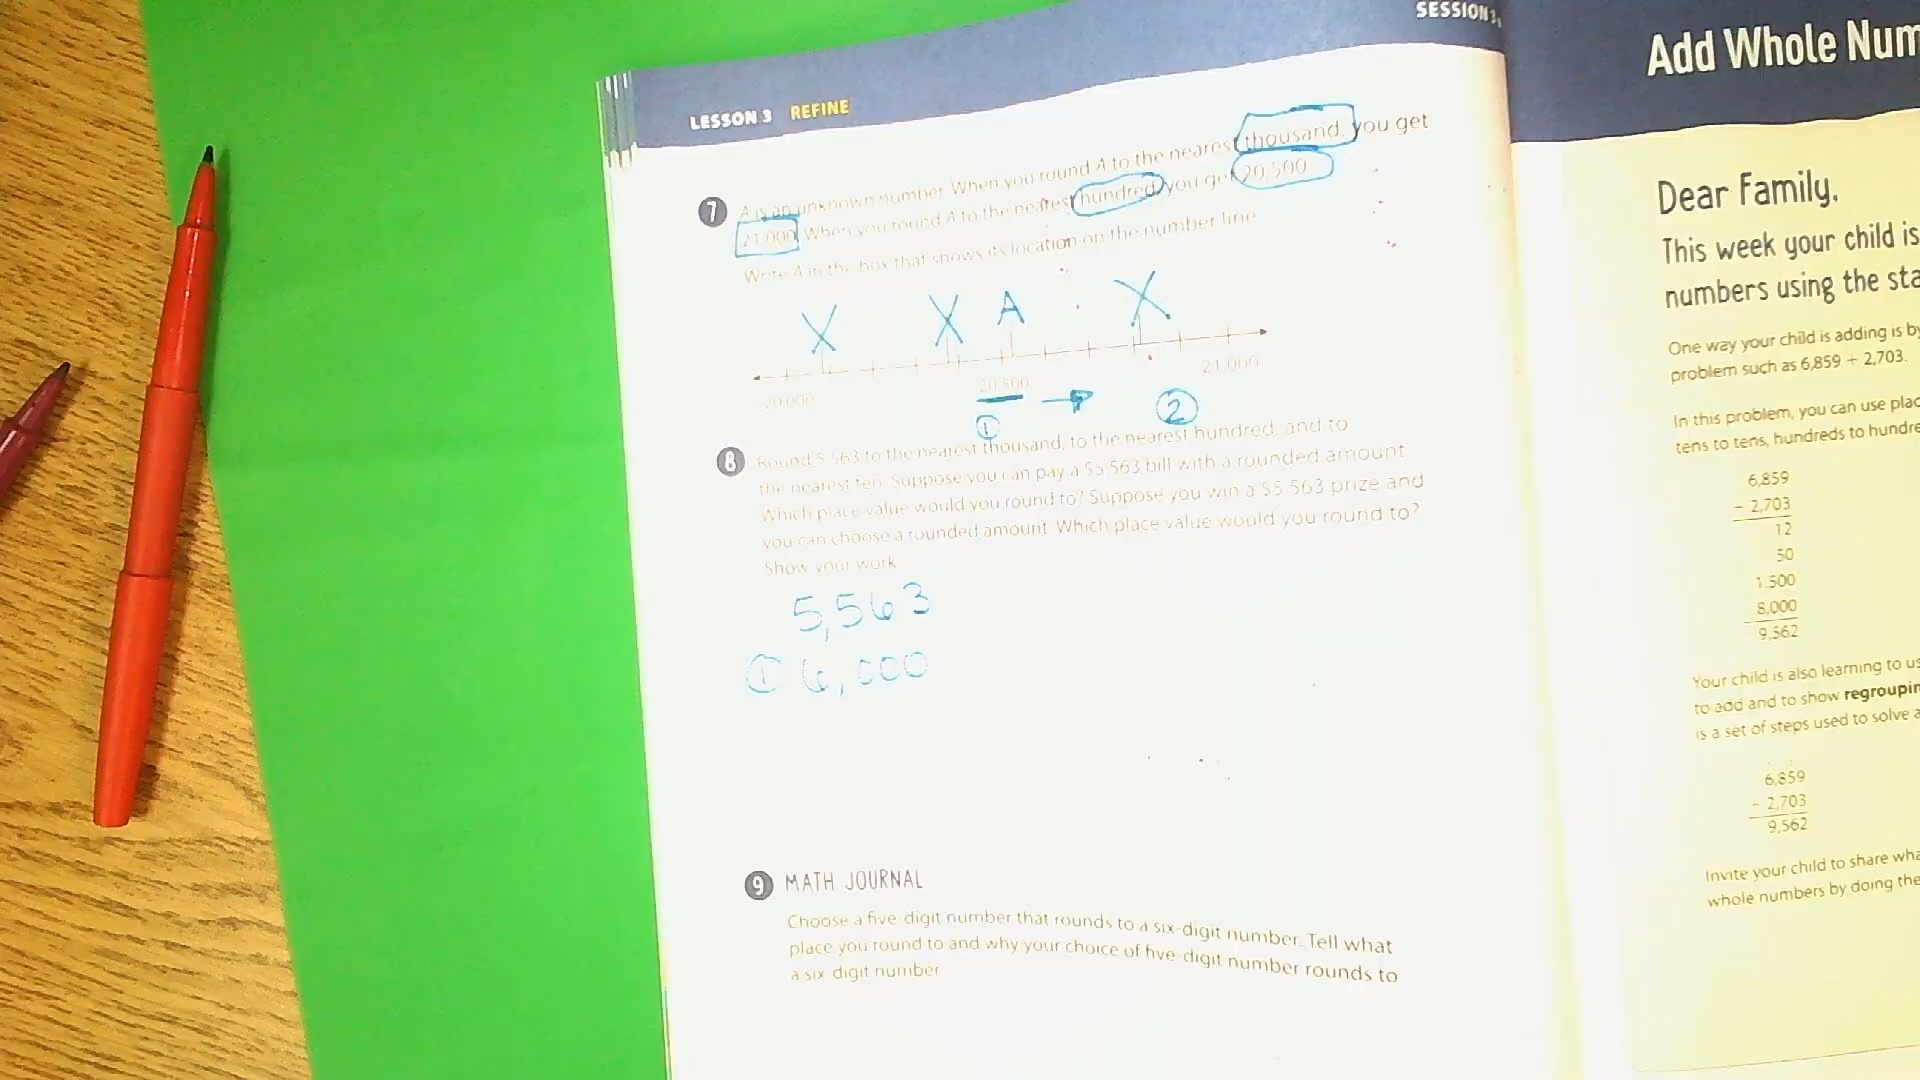 SESSION 3
LESSON 3 REFINE
7 A is an unknown number. When you round A to the nearest thousand, you get
21,000. When you round A to the nearest hundred, you get 20,500.
Write A in the box that shows its location on the number line.
X X A X
20,000 20,500 21,000
① ②
8 Round 5,563 to the nearest thousand, to the nearest hundred, and to
the nearest ten. Suppose you can pay a $5,563 bill with a rounded amount.
Which place value would you round to? Suppose you win a $5,563 prize and
you can choose a rounded amount. Which place value would you round to?
Show your work.
5,563
① 6,000
9 MATH JOURNAL
Choose a five-digit number that rounds to a six-digit number. Tell what
place you round to and why your choice of five-digit number rounds to
a six-digit number.
Add Whole Num
Dear Family,
This week your child is
numbers using the sta
One way your child is adding is by
problem such as 6,859 + 2,703.
In this problem, you can use plac
tens to tens, hundreds to hundre
6,859
+ 2,703
12
50
1,500
8,000
9,562
Your child is also learning to us
to add and to show regroupin
is a set of steps used to solve a
6,859
+ 2,703
9,562
Invite your child to share wha
whole numbers by doing the